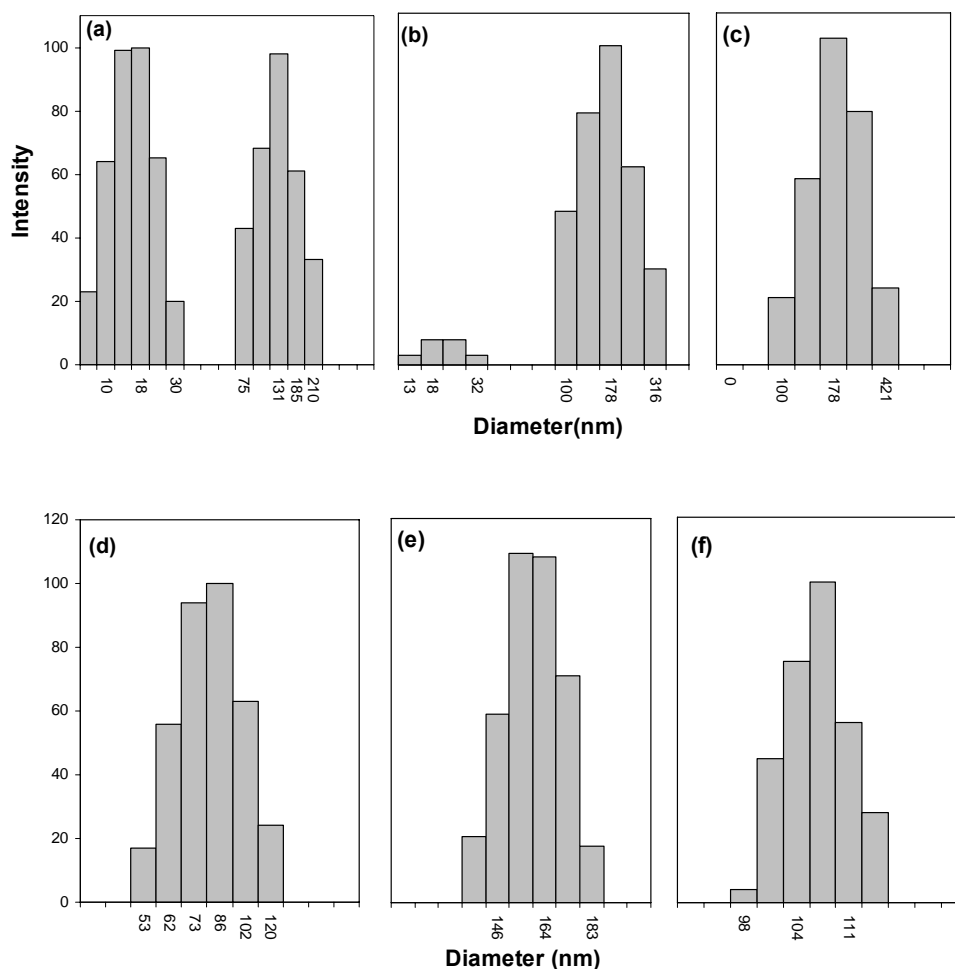 (a)
(b)
(c)
100
80
60
40
20
0
Intensity
10 18 30 75 131 185 210
13 18 32 100 178 316
0 100 178 421
Diameter(nm)
(d)
(e)
(f)
120
100
80
60
40
20
0
53 62 73 86 102 120
146 164 183
98 104 111
Diameter (nm)